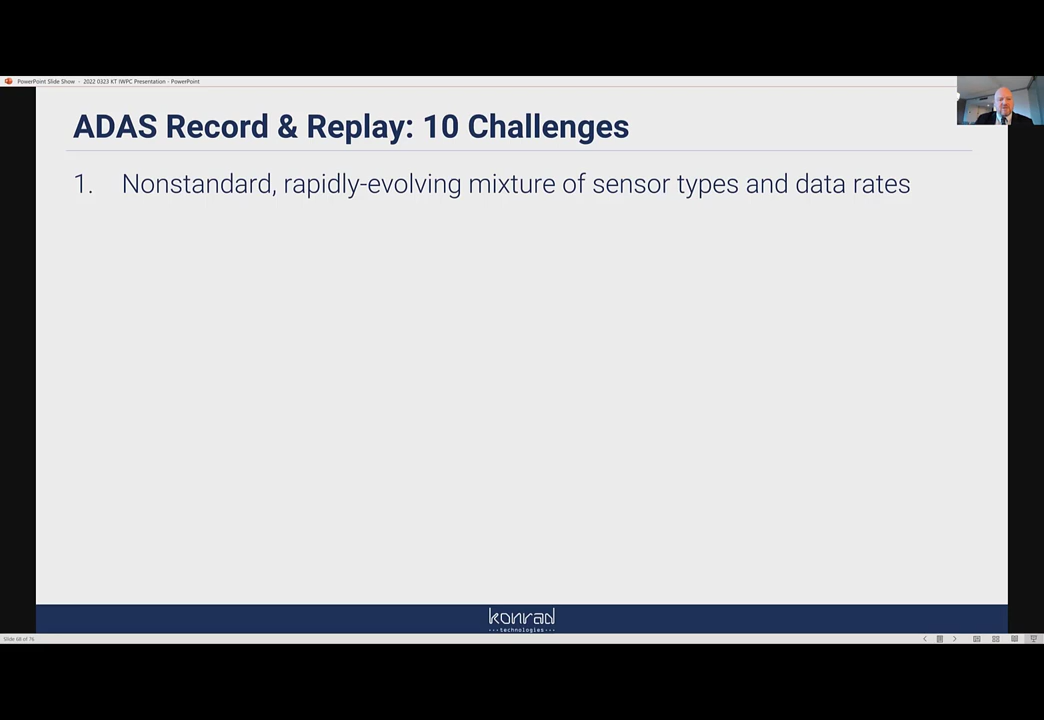 PowerPoint Slide Show - 2022 0323 KT IWPC Presentation - PowerPoint
ADAS Record & Replay: 10 Challenges
1. Nonstandard, rapidly-evolving mixture of sensor types and data rates
konrad
technologies
Slide 68 of 76